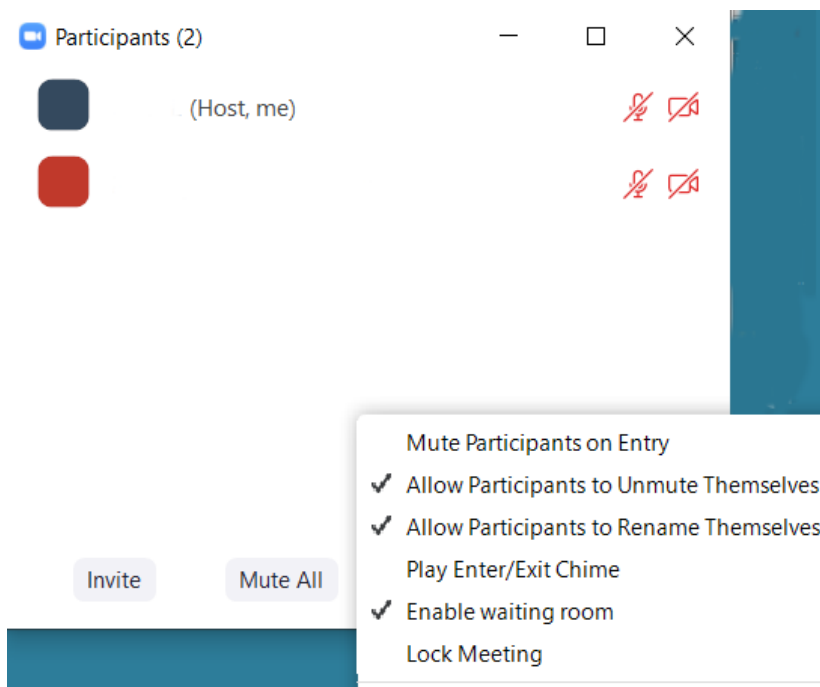 Participants (2)
(Host, me)
Mute Participants on Entry
Allow Participants to Unmute Themselves
Allow Participants to Rename Themselves
Play Enter/Exit Chime
Enable waiting room
Lock Meeting
Invite
Mute All